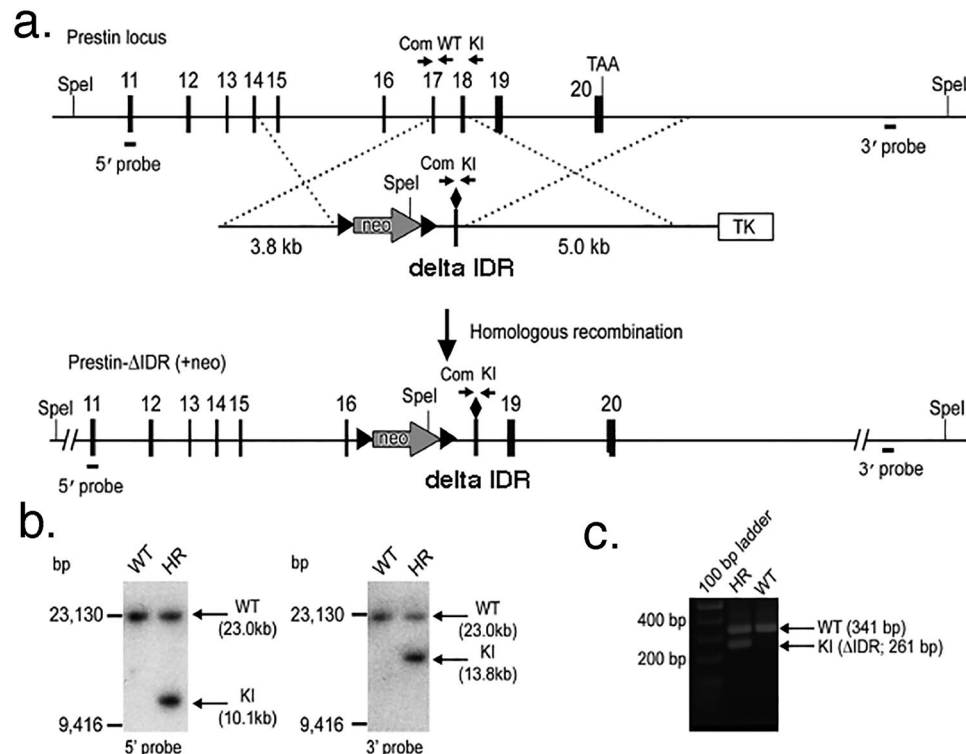 a.
Prestin locus
Com WT KI
SpeI 11 12 13 14 15 16 17 18 19 20 TAA SpeI
5′ probe 3′ probe
Com KI
SpeI
neo TK
3.8 kb 5.0 kb
delta IDR
Homologous recombination
Prestin-ΔIDR (+neo)
Com KI
SpeI 11 12 13 14 15 16 SpeI 19 20 SpeI
neo
5′ probe delta IDR 3′ probe
b.
bp WT HR
23,130
WT
(23.0kb)
KI
(10.1kb)
9,416
5' probe
bp WT HR
23,130
WT
(23.0kb)
KI
(13.8kb)
9,416
3' probe
c.
100 bp ladder HR WT
400 bp
WT (341 bp)
KI (ΔIDR; 261 bp)
200 bp